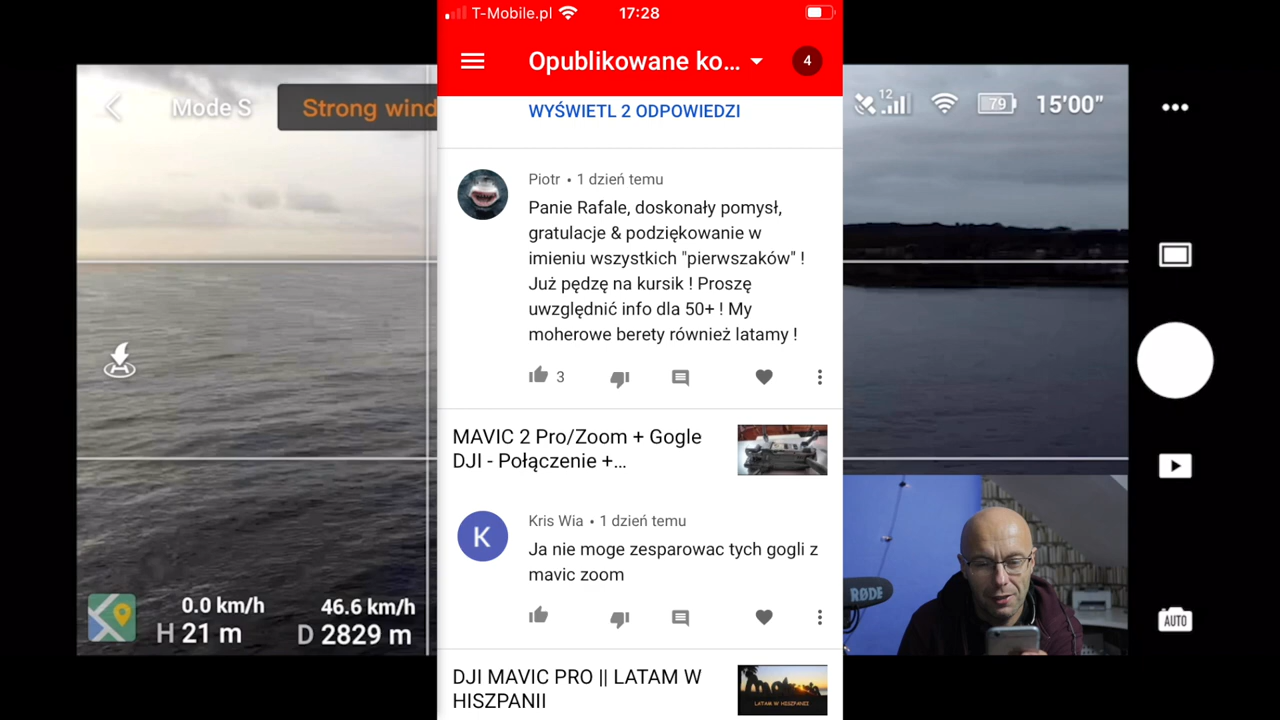 T-Mobile.pl
17:28
Opublikowane ko...
4
WYŚWIETL 2 ODPOWIEDZI
Piotr • 1 dzień temu
Panie Rafale, doskonały pomysł,
gratulacje & podziękowanie w
imieniu wszystkich "pierwszaków" !
Już pędzę na kursik ! Proszę
uwzględnić info dla 50+ ! My
moherowe berety również latamy !
3
MAVIC 2 Pro/Zoom + Gogle
DJI - Połączenie +...
K
Kris Wia • 1 dzień temu
Ja nie moge zesparowac tych gogli z
mavic zoom
DJI MAVIC PRO || LATAM W
HISZPANII
LATAM W HISZPANII
Mode S
Strong wind
12
79
15'00"
0.0 km/h
46.6 km/h
H 21 m
D 2829 m
RØDE
AUTO